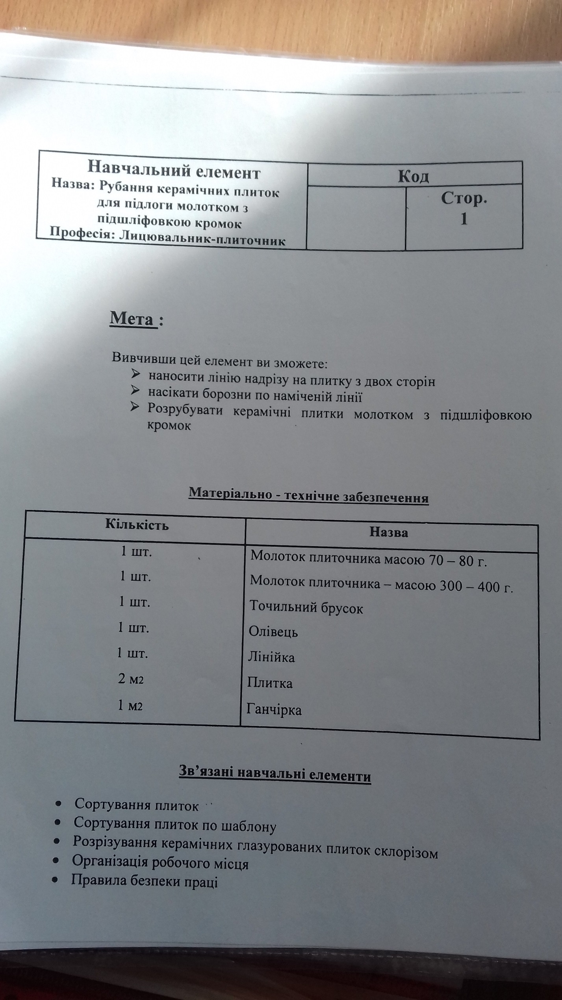 Навчальний елемент
Назва: Рубання керамічних плиток
для підлоги молотком з
підшліфовкою кромок
Професія: Лицювальник-плиточник
Код
Стор.
1
Мета :
Вивчивши цей елемент ви зможете:
➢ наносити лінію надрізу на плитку з двох сторін
➢ насікати борозни по наміченій лінії
➢ Розрубувати керамічні плитки молотком з підшліфовкою
кромок
Матеріально - технічне забезпечення
Кількість Назва
1 шт. Молоток плиточника масою 70 – 80 г.
1 шт. Молоток плиточника – масою 300 – 400 г.
1 шт. Точильний брусок
1 шт. Олівець
1 шт. Лінійка
2 м2 Плитка
1 м2 Ганчірка
Зв’язані навчальні елементи
• Сортування плиток
• Сортування плиток по шаблону
• Розрізування керамічних глазурованих плиток склорізом
• Організація робочого місця
• Правила безпеки праці